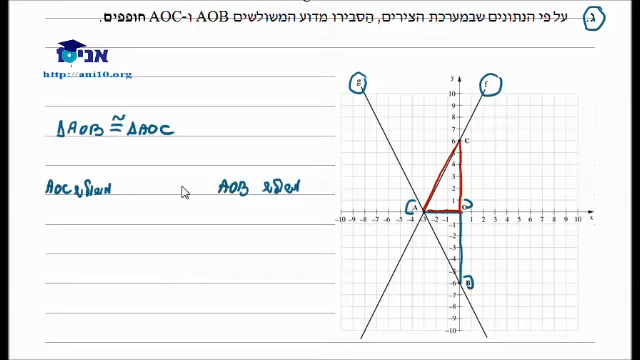 ג. על פי הנתונים שבמערכת הצירים, הַסבירו מדוע המשולשים AOB ו-AOC חופפים.
אני10
http://ani10.org
ΔAOB ≅ ΔAOC
משולש AOB
משולש AOC
g
f
y
x
A
B
C
O
-10 -9 -8 -7 -6 -5 -4 -3 -2 -1 1 2 3 4 5 6 7 8 9 10
10
9
8
7
6
5
4
3
2
1
-1
-2
-3
-4
-5
-6
-7
-8
-9
-10